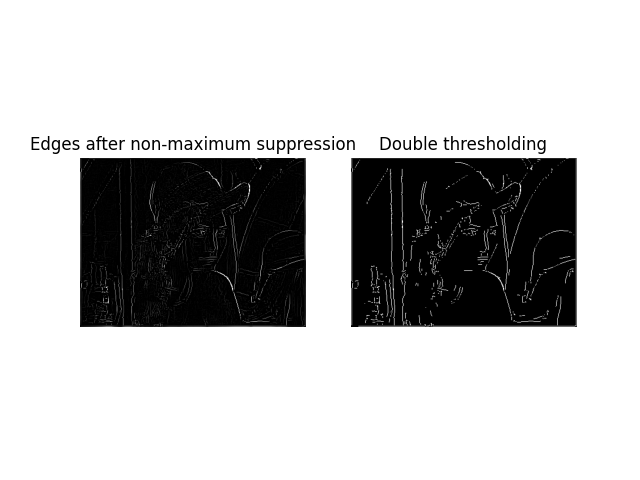 Edges after non-maximum suppression
Double thresholding